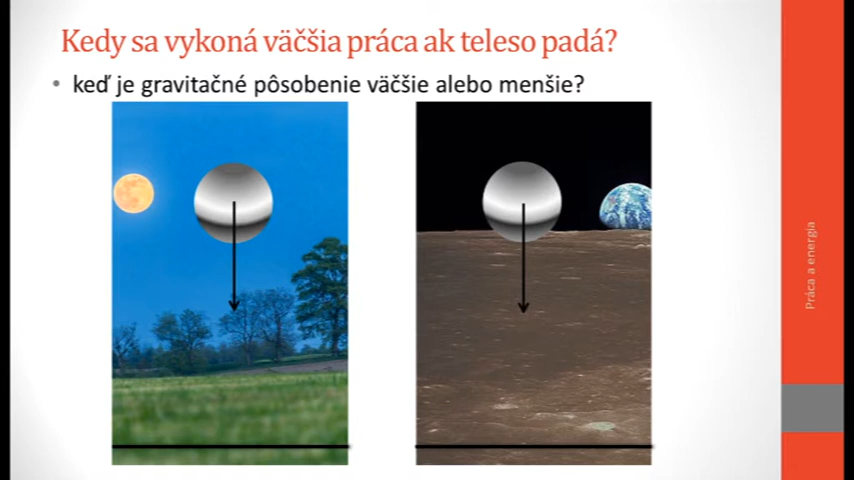 Kedy sa vykoná väčšia práca ak teleso padá?
• keď je gravitačné pôsobenie väčšie alebo menšie?
Práca a energia